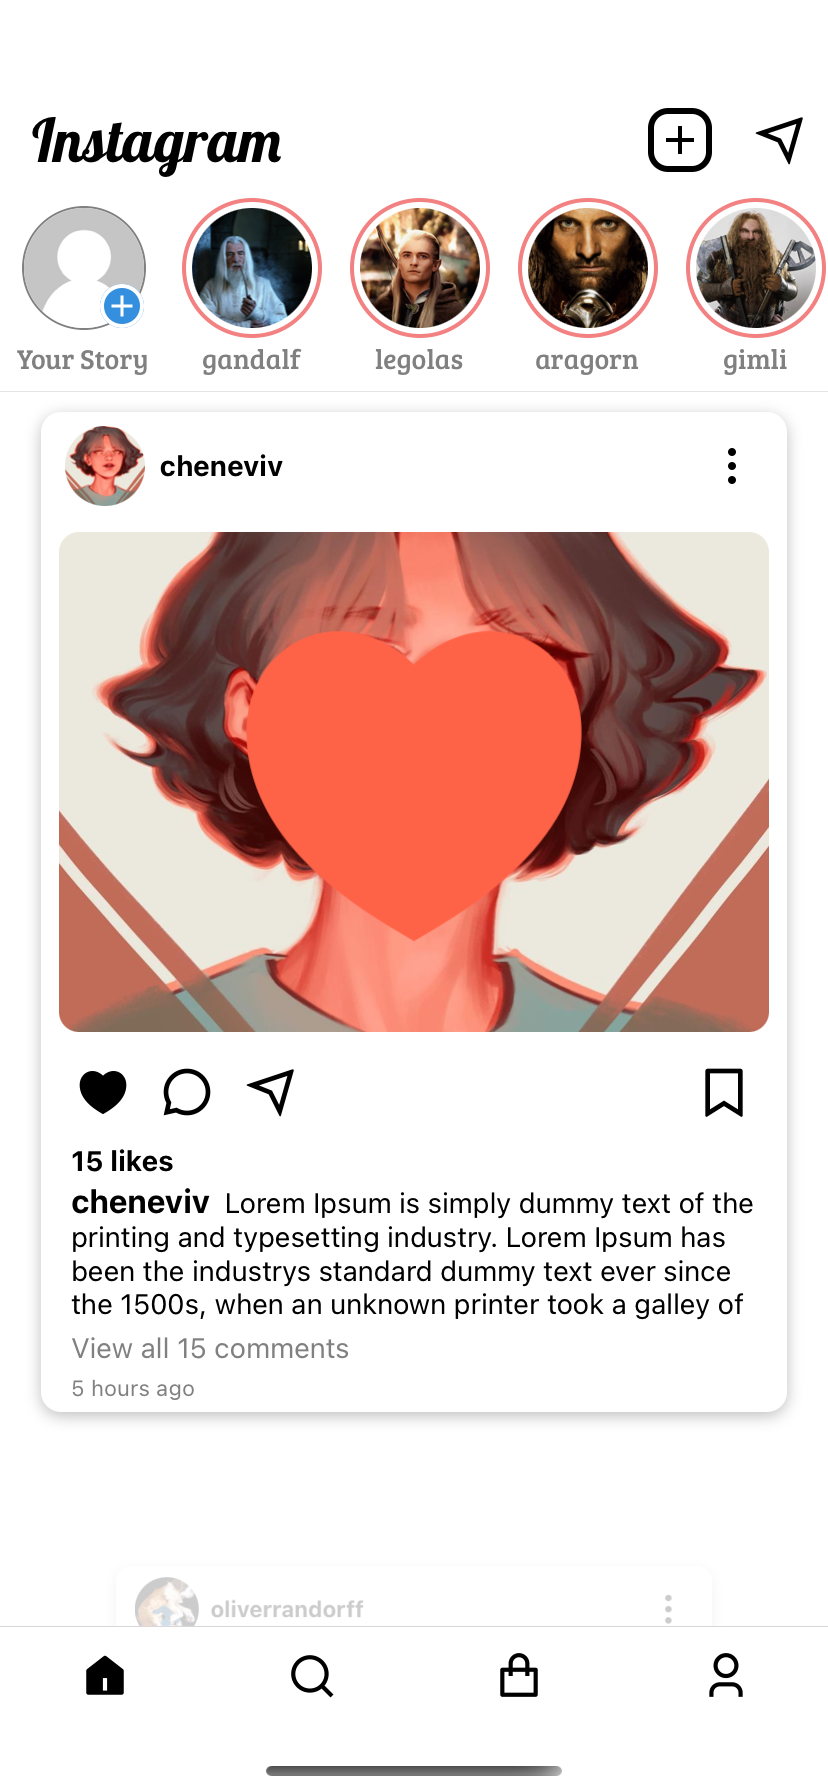 Instagram
Your Story
gandalf
legolas
aragorn
gimli
cheneviv
15 likes
cheneviv Lorem Ipsum is simply dummy text of the
printing and typesetting industry. Lorem Ipsum has
been the industrys standard dummy text ever since
the 1500s, when an unknown printer took a galley of
View all 15 comments
5 hours ago
oliverrandorff